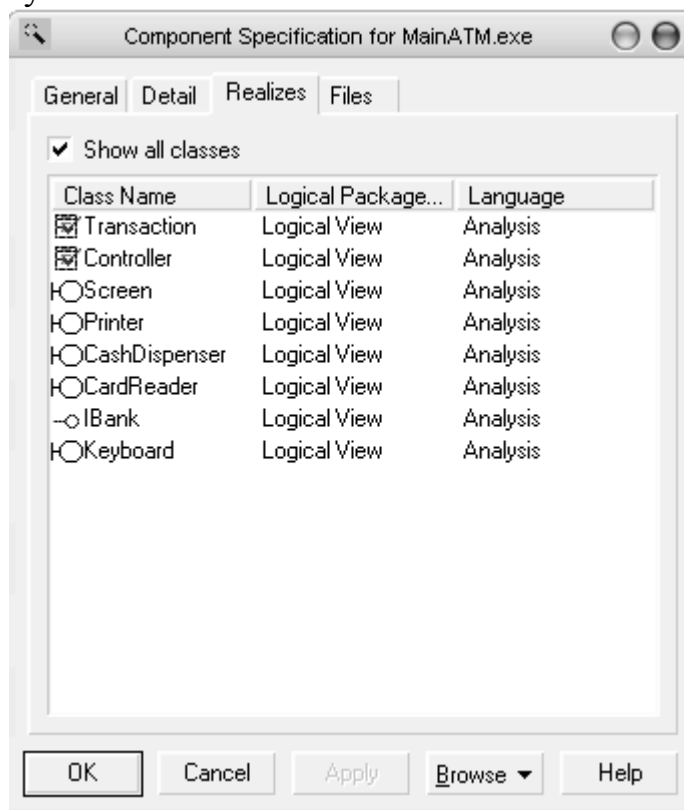 Component Specification for MainATM.exe
General Detail Realizes Files
Show all classes
Class Name Logical Package... Language
Transaction Logical View Analysis
Controller Logical View Analysis
Screen Logical View Analysis
Printer Logical View Analysis
CashDispenser Logical View Analysis
CardReader Logical View Analysis
IBank Logical View Analysis
Keyboard Logical View Analysis
OK Cancel Apply Browse Help